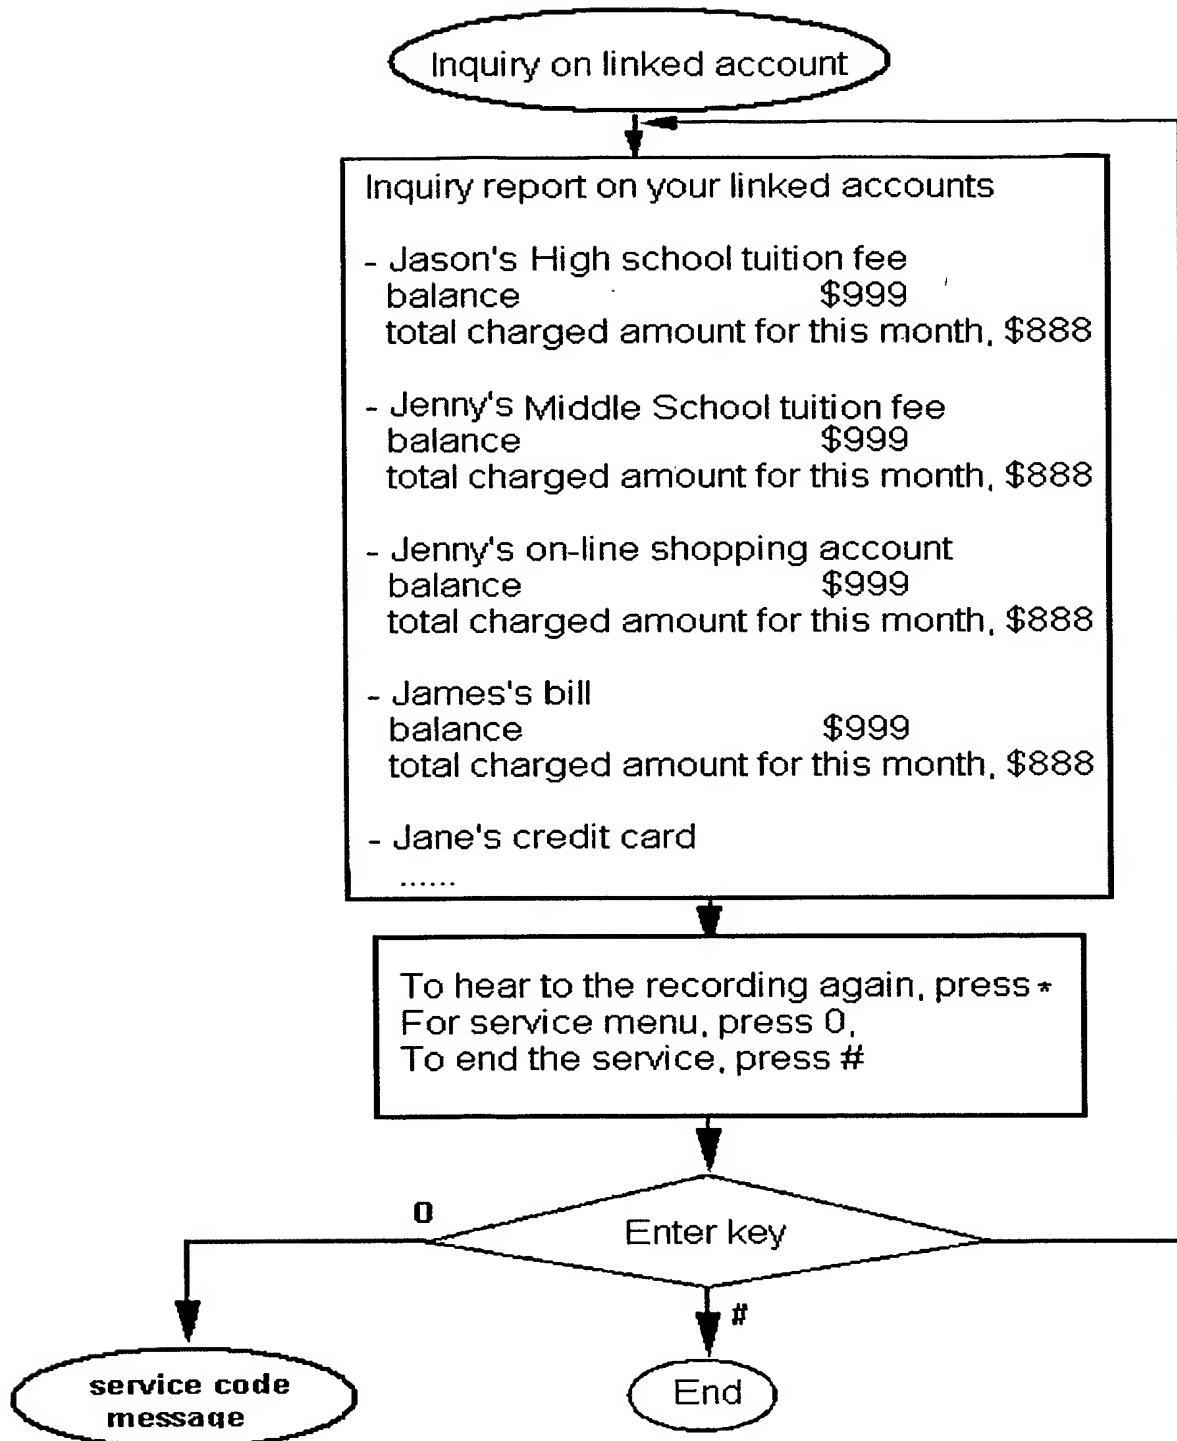 Inquiry on linked account
Inquiry report on your linked accounts
- Jason's High school tuition fee
balance $999
total charged amount for this month, $888
- Jenny's Middle School tuition fee
balance $999
total charged amount for this month, $888
- Jenny's on-line shopping account
balance $999
total charged amount for this month, $888
- James's bill
balance $999
total charged amount for this month, $888
- Jane's credit card
......
To hear to the recording again, press *
For service menu, press 0,
To end the service, press #
0
Enter key
#
service code
message
End